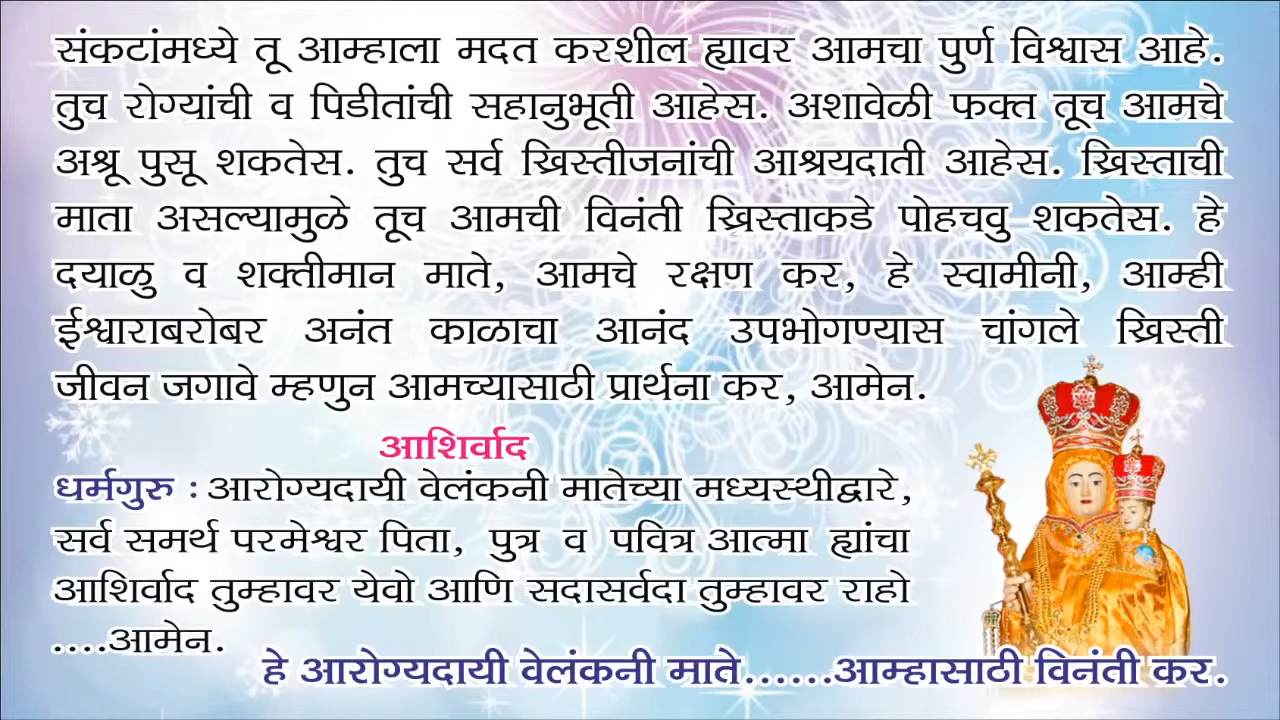 संकटांमध्ये तू आम्हाला मदत करशील ह्यावर आमचा पुर्ण विश्वास आहे.
तुच रोग्यांची व पिडीतांची सहानुभूती आहेस. अशावेळी फक्त तूच आमचे
अश्रू पुसू शकतेस. तुच सर्व ख्रिस्तीजनांची आश्रयदाती आहेस. ख्रिस्ताची
माता असल्यामुळे तूच आमची विनंती ख्रिस्ताकडे पोहचवु शकतेस. हे
दयाळु व शक्तीमान माते, आमचे रक्षण कर, हे स्वामीनी, आम्ही
ईश्वाराबरोबर अनंत काळाचा आनंद उपभोगण्यास चांगले ख्रिस्ती
जीवन जगावे म्हणुन आमच्यासाठी प्रार्थना कर, आमेन.
आशिर्वाद
धर्मगुरु : आरोग्यदायी वेलंकनी मातेच्या मध्यस्थीद्वारे,
सर्व समर्थ परमेश्वर पिता, पुत्र व पवित्र आत्मा ह्यांचा
आशिर्वाद तुम्हावर येवो आणि सदासर्वदा तुम्हावर राहो
....आमेन.
हे आरोग्यदायी वेलंकनी माते......आम्हासाठी विनंती कर.